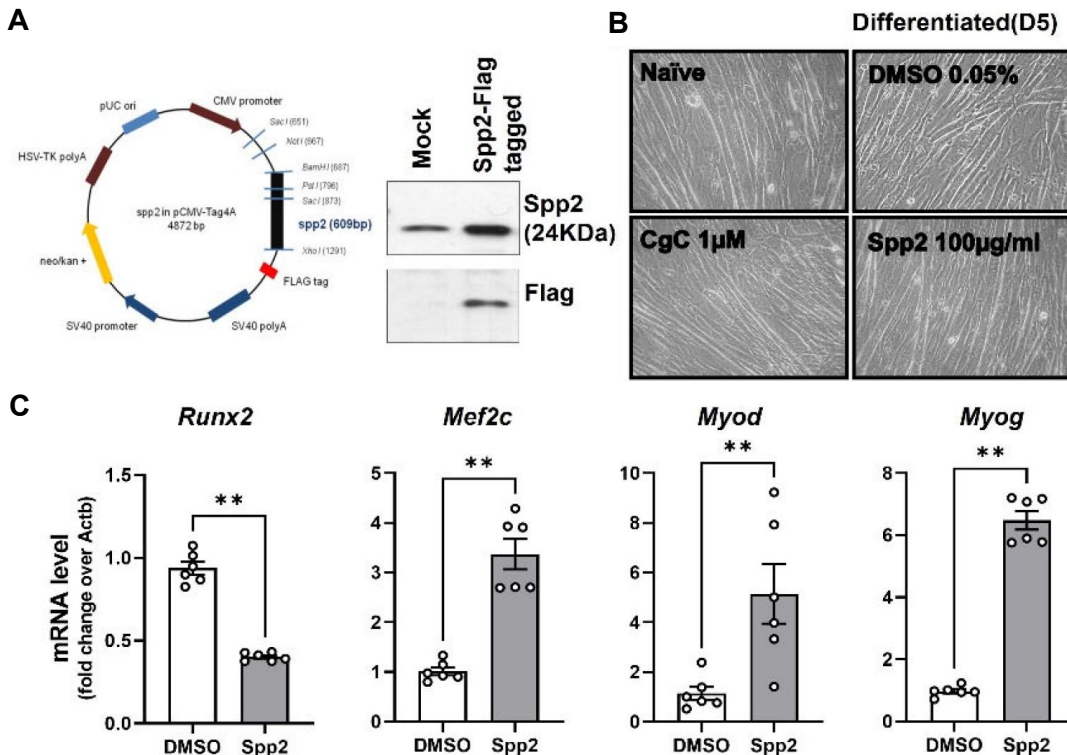 A
pUC ori
CMV promoter
SacI (651)
NotI (667)
HSV-TK polyA
BamHI (687)
PstI (796)
SacI (873)
spp2 in pCMV-Tag4A
4872 bp
spp2 (609bp)
neo/kan +
XhoI (1291)
FLAG tag
SV40 promoter
SV40 polyA
Mock
Spp2-Flag
tagged
Spp2
(24KDa)
Flag
B
Differentiated(D5)
Naïve
DMSO 0.05%
CgC 1µM
Spp2 100µg/ml
C
Runx2
mRNA level
(fold change over Actb)
1.5
1.0
0.5
0.0
**
DMSO
Spp2
Mef2c
5
4
3
2
1
0
**
DMSO
Spp2
Myod
10
8
6
4
2
0
**
DMSO
Spp2
Myog
8
6
4
2
0
**
DMSO
Spp2